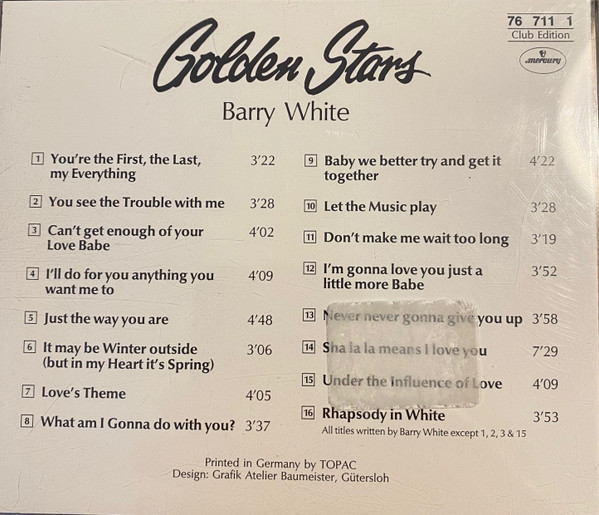 Golden Stars
Barry White
76 711 1
Club Edition
mercury
1 You're the First, the Last, 3'22
my Everything
2 You see the Trouble with me 3'28
3 Can't get enough of your 4'02
Love Babe
4 I'll do for you anything you 4'09
want me to
5 Just the way you are 4'48
6 It may be Winter outside 3'06
(but in my Heart it's Spring)
7 Love's Theme 4'05
8 What am I Gonna do with you? 3'37
9 Baby we better try and get it 4'22
together
10 Let the Music play 3'28
11 Don't make me wait too long 3'19
12 I'm gonna love you just a 3'52
little more Babe
13 Never never gonna give you up 3'58
14 Sha la la means I love you 7'29
15 Under the Influence of Love 4'09
16 Rhapsody in White 3'53
All titles written by Barry White except 1, 2, 3 & 15
Printed in Germany by TOPAC
Design: Grafik Atelier Baumeister, Gütersloh